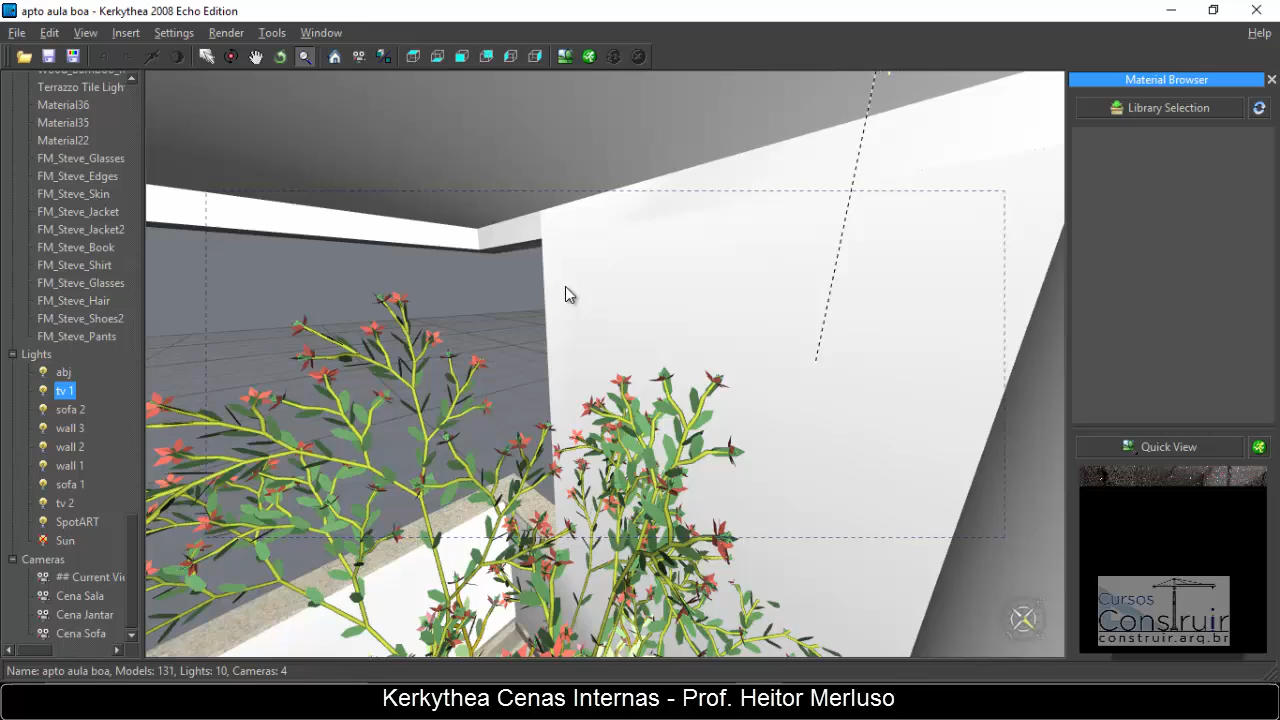 apto aula boa - Kerkythea 2008 Echo Edition
File Edit View Insert Settings Render Tools Window Help
Terrazzo Tile Ligh
Material36
Material35
Material22
FM_Steve_Glasses
FM_Steve_Edges
FM_Steve_Skin
FM_Steve_Jacket
FM_Steve_Jacket2
FM_Steve_Book
FM_Steve_Shirt
FM_Steve_Glasses
FM_Steve_Hair
FM_Steve_Shoes2
FM_Steve_Pants
Lights
abj
tv 1
sofa 2
wall 3
wall 2
wall 1
sofa 1
tv 2
SpotART
Sun
Cameras
## Current Vi
Cena Sala
Cena Jantar
Cena Sofa
Material Browser
Library Selection
Quick View
Cursos
Construir
construir.arq.br
Name: apto aula boa, Models: 131, Lights: 10, Cameras: 4
Kerkythea Cenas Internas - Prof. Heitor Merluso